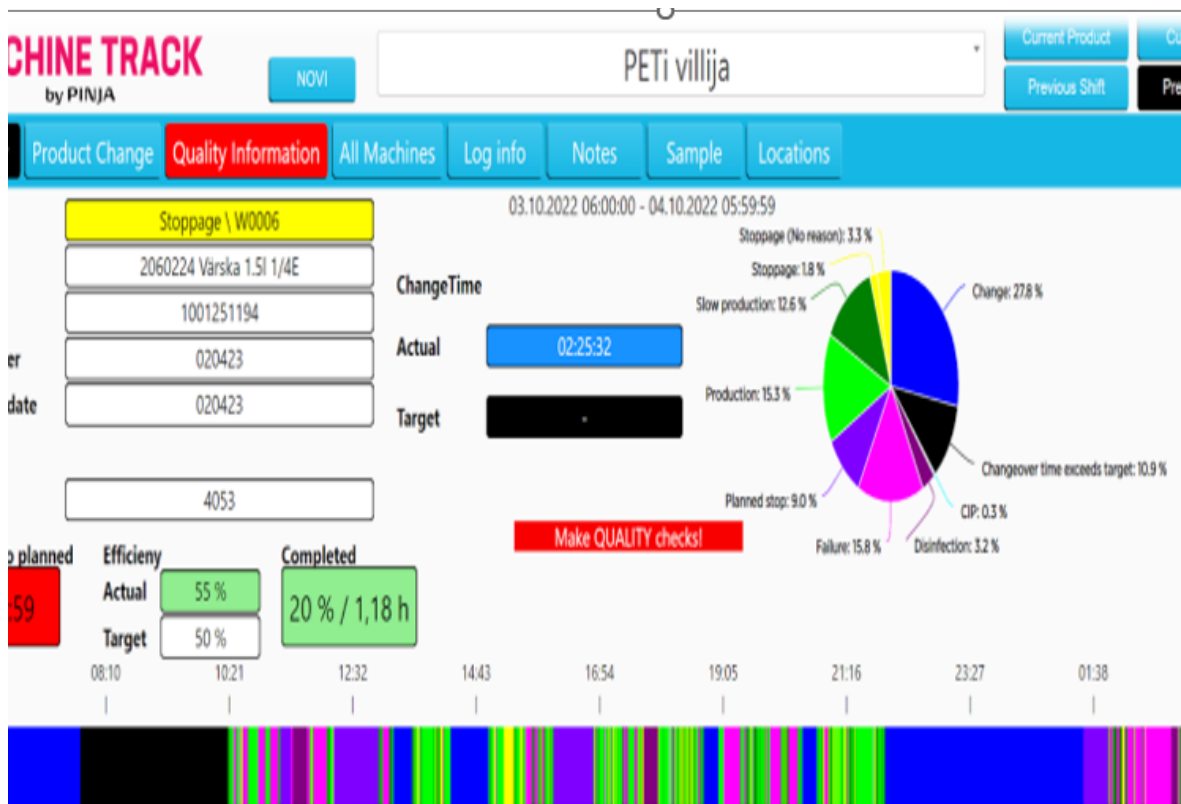 CHINE TRACK
by PINJA
NOVI
PETi villija
Current Product
Cu
Previous Shift
Pre
Product Change
Quality Information
All Machines
Log info
Notes
Sample
Locations
Stoppage \ W0006
2060224 Värska 1.5l 1/4E
1001251194
er
020423
date
020423
4053
03.10.2022 06:00:00 - 04.10.2022 05:59:59
ChangeTime
Actual
02:25:32
Target
-
Stoppage (No reason): 3.3 %
Stoppage: 1.8 %
Slow production: 12.6 %
Change: 27.8 %
Production: 15.3 %
Changeover time exceeds target: 10.9 %
Planned stop: 9.0 %
CIP: 0.3 %
Failure: 15.8 %
Disinfection: 3.2 %
Make QUALITY checks!
o planned
:59
Efficieny
Actual
55 %
Target
50 %
Completed
20 % / 1,18 h
08:10 10:21 12:32 14:43 16:54 19:05 21:16 23:27 01:38